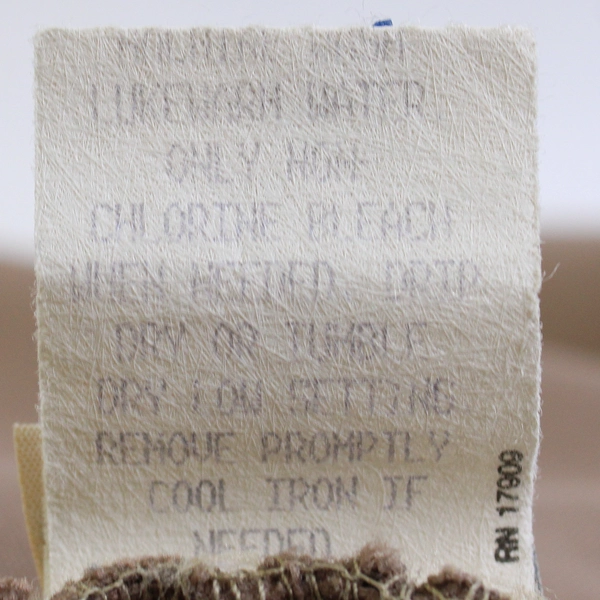 LUKEWARM WATER
ONLY NON-
CHLORINE BLEACH
WHEN NEEDED DRIP
DRY OR TUMBLE
DRY LOW SETTING
REMOVE PROMPTLY
COOL IRON IF
NEEDED
RN 17909